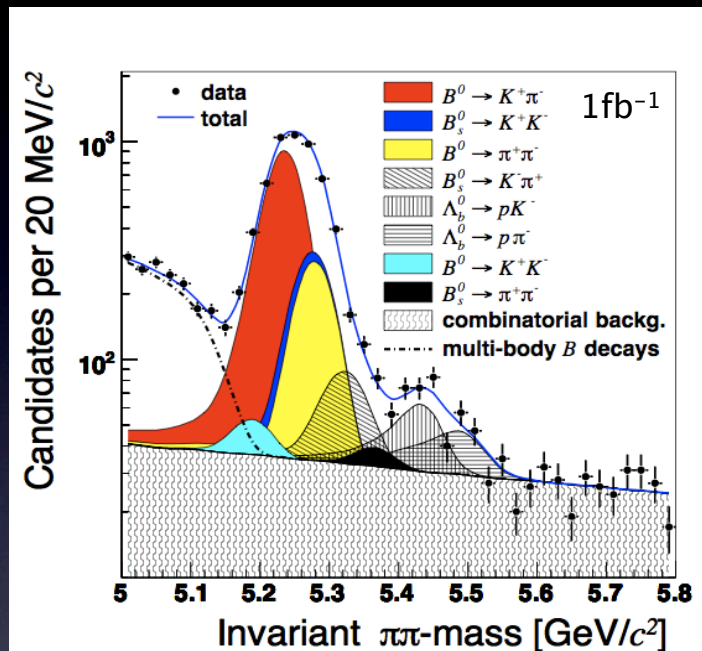 Candidates per 20 MeV/c²
10³
10²
data
total
B⁰ → K⁺π⁻
B⁰ₛ → K⁺K⁻
B⁰ → π⁺π⁻
B⁰ₛ → K⁻π⁺
Λ⁰_b → pK⁻
Λ⁰_b → pπ⁻
B⁰ → K⁺K⁻
B⁰ₛ → π⁺π⁻
combinatorial backg.
multi-body B decays
1fb⁻¹
5 5.1 5.2 5.3 5.4 5.5 5.6 5.7 5.8
Invariant ππ-mass [GeV/c²]